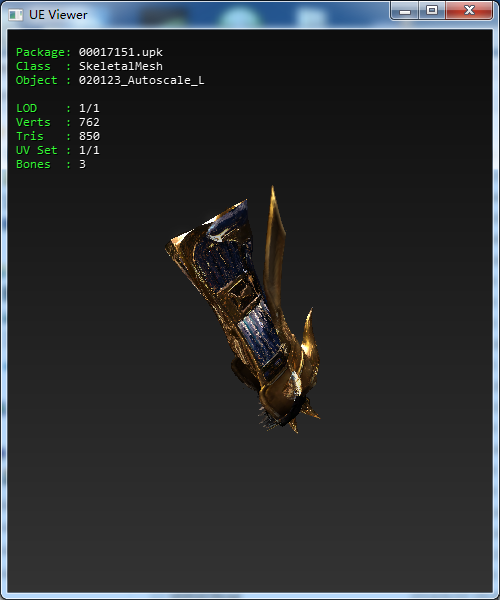 UE Viewer
Package: 00017151.upk
Class : SkeletalMesh
Object : 020123_Autoscale_L
LOD : 1/1
Verts : 762
Tris : 850
UV Set : 1/1
Bones : 3